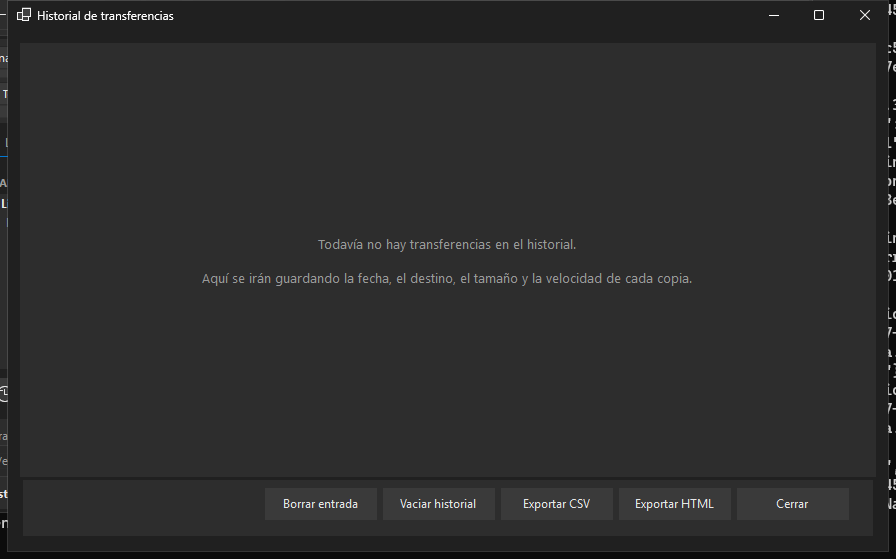 Historial de transferencias
Todavía no hay transferencias en el historial.
Aquí se irán guardando la fecha, el destino, el tamaño y la velocidad de cada copia.
Borrar entrada
Vaciar historial
Exportar CSV
Exportar HTML
Cerrar